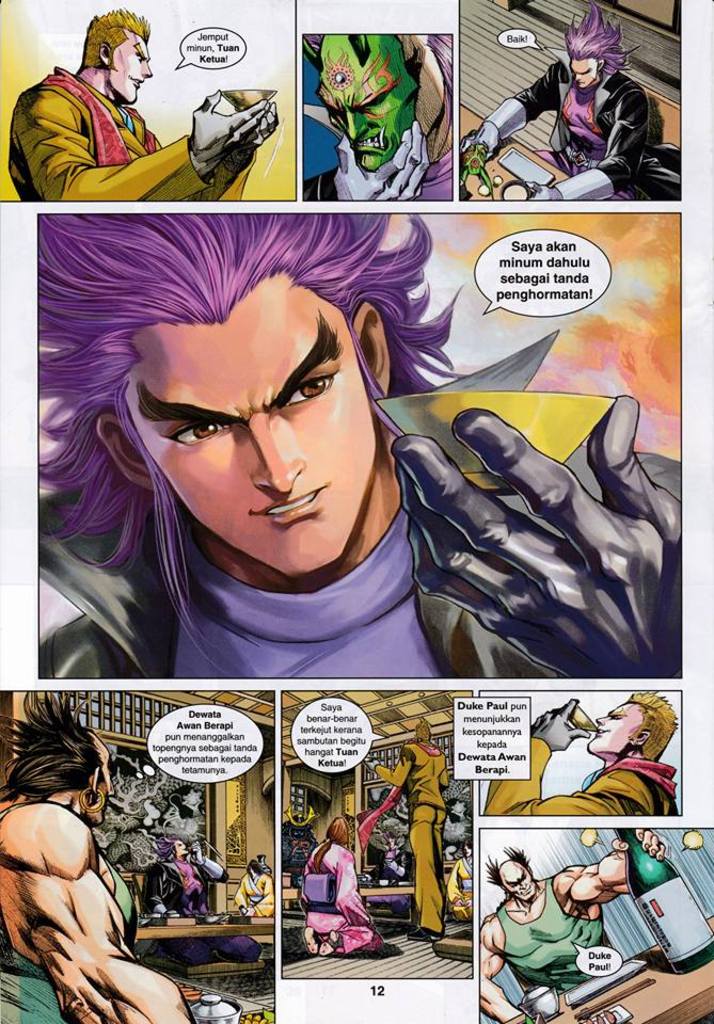 Jemput
minun, Tuan
Ketua!
Baik!
Saya akan
minum dahulu
sebagai tanda
penghormatan!
Dewata
Awan Berapi
pun menanggalkan
topengnya sebagai tanda
penghormatan kepada
tetamunya.
Saya
benar-benar
terkejut kerana
sambutan begitu
hangat Tuan
Ketua!
Duke Paul pun
menunjukkan
kesopanannya
kepada
Dewata Awan
Berapi.
Duke
Paul!
12